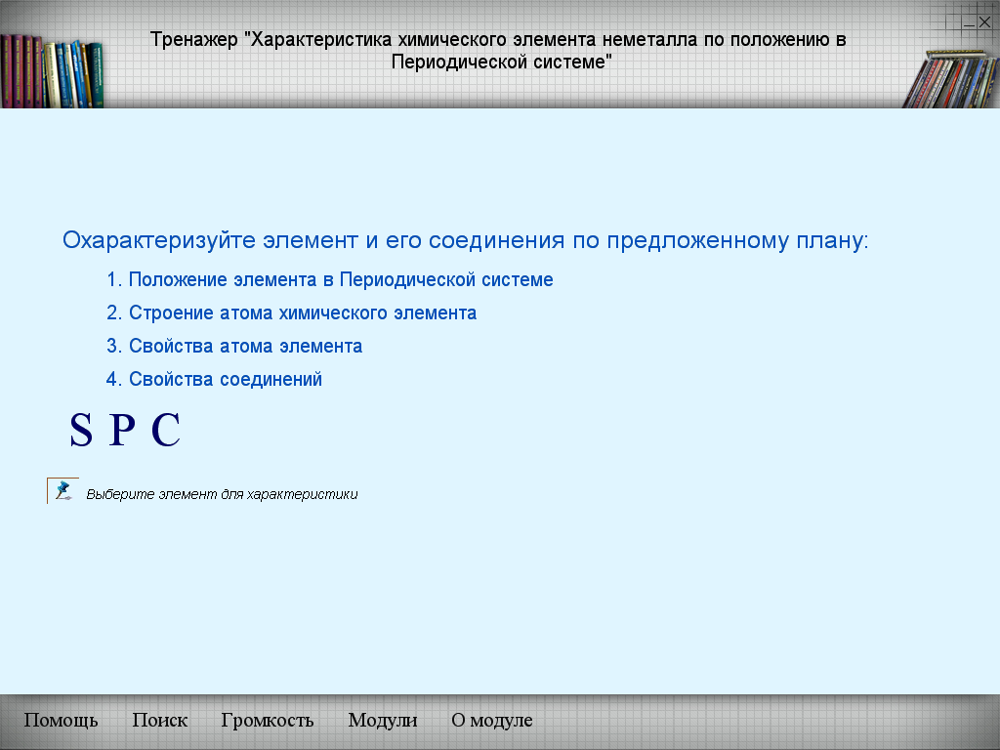 Тренажер "Характеристика химического элемента неметалла по положению в
Периодической системе"
Охарактеризуйте элемент и его соединения по предложенному плану:
1. Положение элемента в Периодической системе
2. Строение атома химического элемента
3. Свойства атома элемента
4. Свойства соединений
S P C
Выберите элемент для характеристики
Помощь Поиск Громкость Модули О модуле